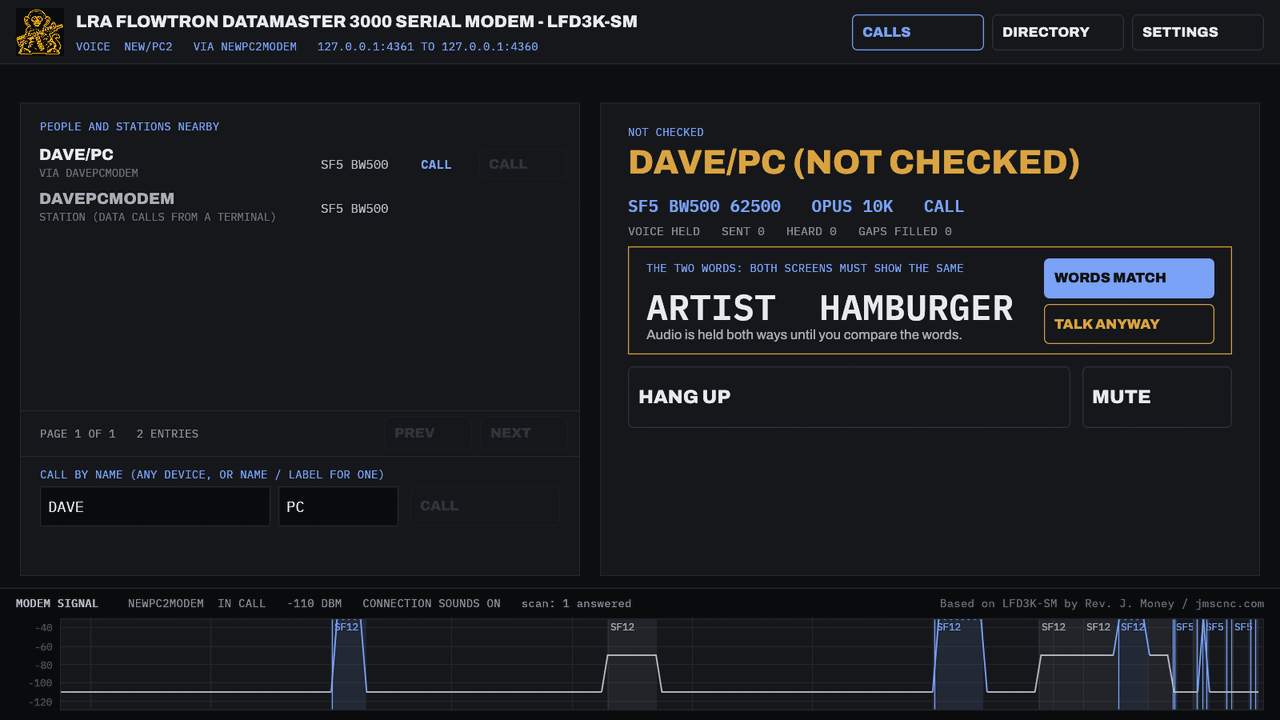 LRA FLOWTRON DATAMASTER 3000 SERIAL MODEM - LFD3K-SM
VOICE NEW/PC2 VIA NEWPC2MODEM 127.0.0.1:4361 TO 127.0.0.1:4360
CALLS
DIRECTORY
SETTINGS
PEOPLE AND STATIONS NEARBY
DAVE/PC
VIA DAVEPCMODEM
SF5 BW500 CALL CALL
DAVEPCMODEM
STATION (DATA CALLS FROM A TERMINAL)
SF5 BW500
PAGE 1 OF 1 2 ENTRIES
PREV
NEXT
CALL BY NAME (ANY DEVICE, OR NAME / LABEL FOR ONE)
DAVE
PC
CALL
NOT CHECKED
DAVE/PC (NOT CHECKED)
SF5 BW500 62500 OPUS 10K CALL
VOICE HELD SENT 0 HEARD 0 GAPS FILLED 0
THE TWO WORDS: BOTH SCREENS MUST SHOW THE SAME
ARTIST HAMBURGER
Audio is held both ways until you compare the words.
WORDS MATCH
TALK ANYWAY
HANG UP
MUTE
MODEM SIGNAL NEWPC2MODEM IN CALL -110 DBM CONNECTION SOUNDS ON scan: 1 answered
Based on LFD3K-SM by Rev. J. Money / jmscnc.com
-40
-60
-80
-100
-120
SF12 SF12 SF12 SF12 SF12 SF12 SF5 SF5 SF5